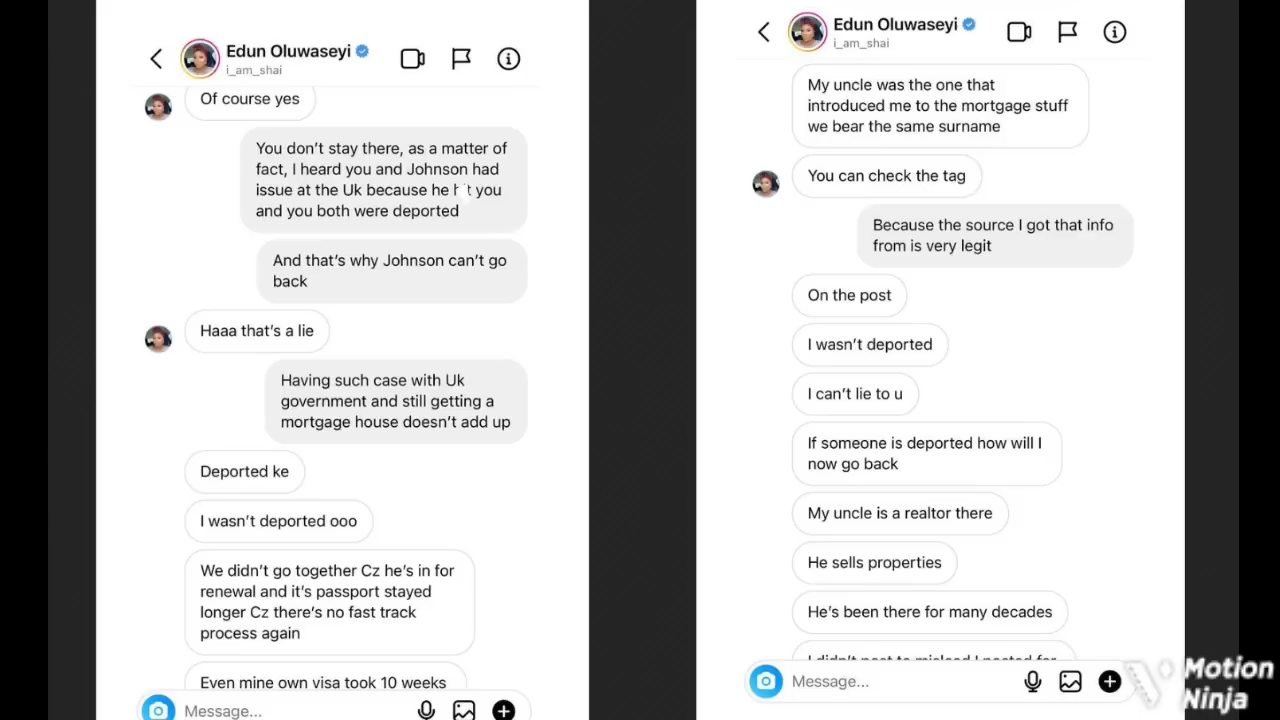 Edun Oluwaseyi
i_am_shai
Of course yes
You don't stay there, as a matter of
fact, I heard you and Johnson had
issue at the Uk because he hit you
and you both were deported
And that's why Johnson can't go
back
Haaa that's a lie
Having such case with Uk
government and still getting a
mortgage house doesn't add up
Deported ke
I wasn't deported ooo
We didn't go together Cz he's in for
renewal and it's passport stayed
longer Cz there's no fast track
process again
Even mine own visa took 10 weeks
Message...
Edun Oluwaseyi
i_am_shai
My uncle was the one that
introduced me to the mortgage stuff
we bear the same surname
You can check the tag
Because the source I got that info
from is very legit
On the post
I wasn't deported
I can't lie to u
If someone is deported how will I
now go back
My uncle is a realtor there
He sells properties
He's been there for many decades
I didn't post to mislead I posted for
Message...
Motion
Ninja